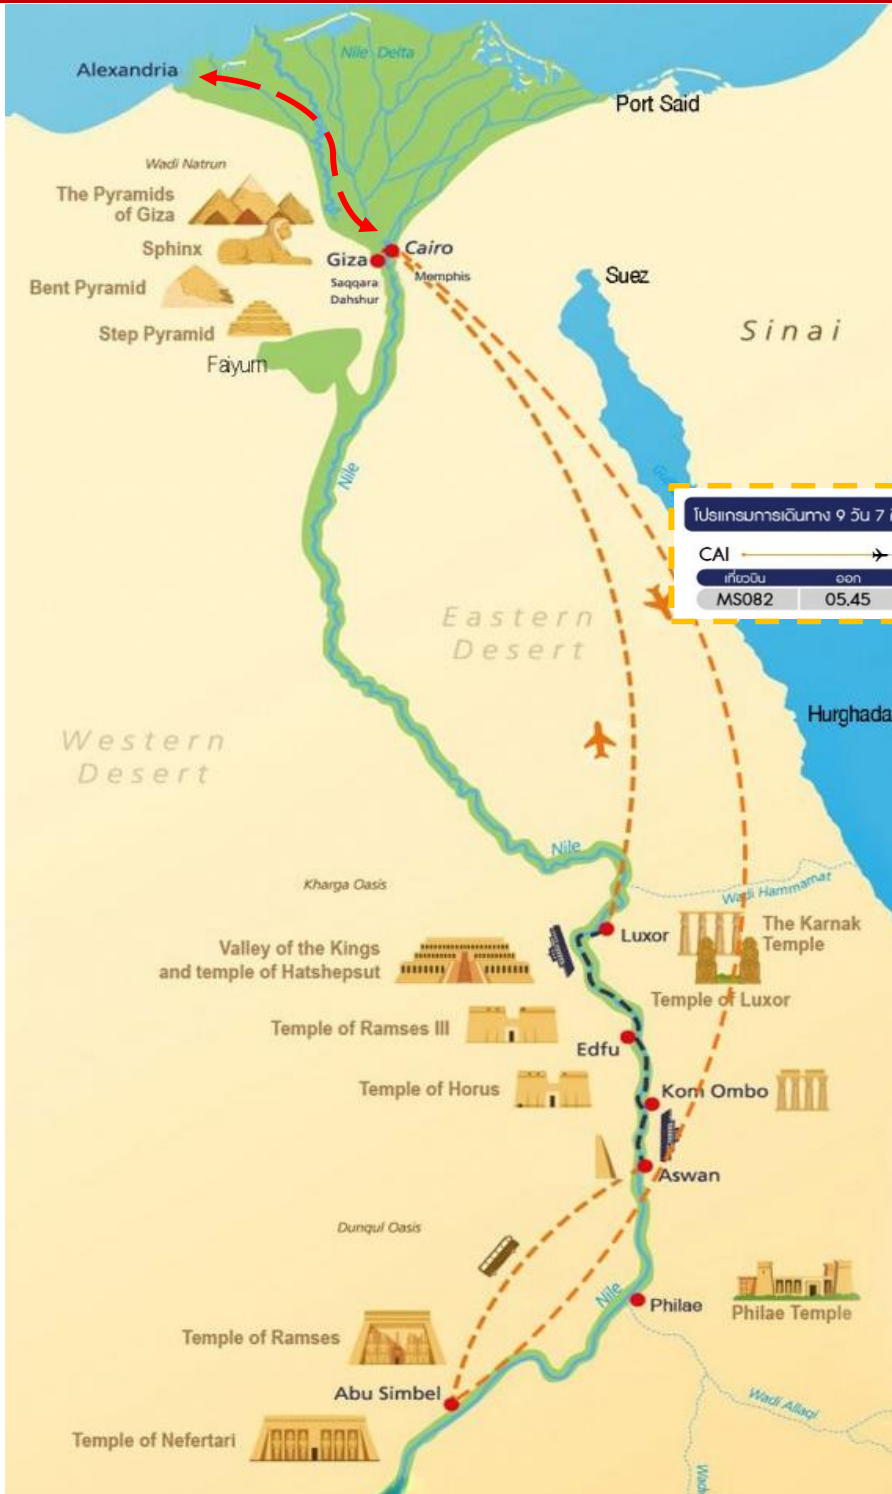 Nile Delta
Alexandria
Port Said
Wadi Natrun
The Pyramids
of Giza
Sphinx
Cairo
Giza
Memphis
Saqqara
Dahshur
Bent Pyramid
Suez
Step Pyramid
Sinai
Faiyum
Nile
โปรแกรมการเดินทาง 9 วัน 7
CAI
เที่ยวบิน ออก
MS082 05.45
Eastern
Desert
Hurghada
Western
Desert
Nile
Kharga Oasis
Wadi Hammamat
Luxor
The Karnak
Temple
Valley of the Kings
and temple of Hatshepsut
Temple of Luxor
Temple of Ramses III
Edfu
Temple of Horus
Kom Ombo
Aswan
Dunqul Oasis
Nile
Philae
Philae Temple
Temple of Ramses
Abu Simbel
Wadi Allaqi
Temple of Nefertari